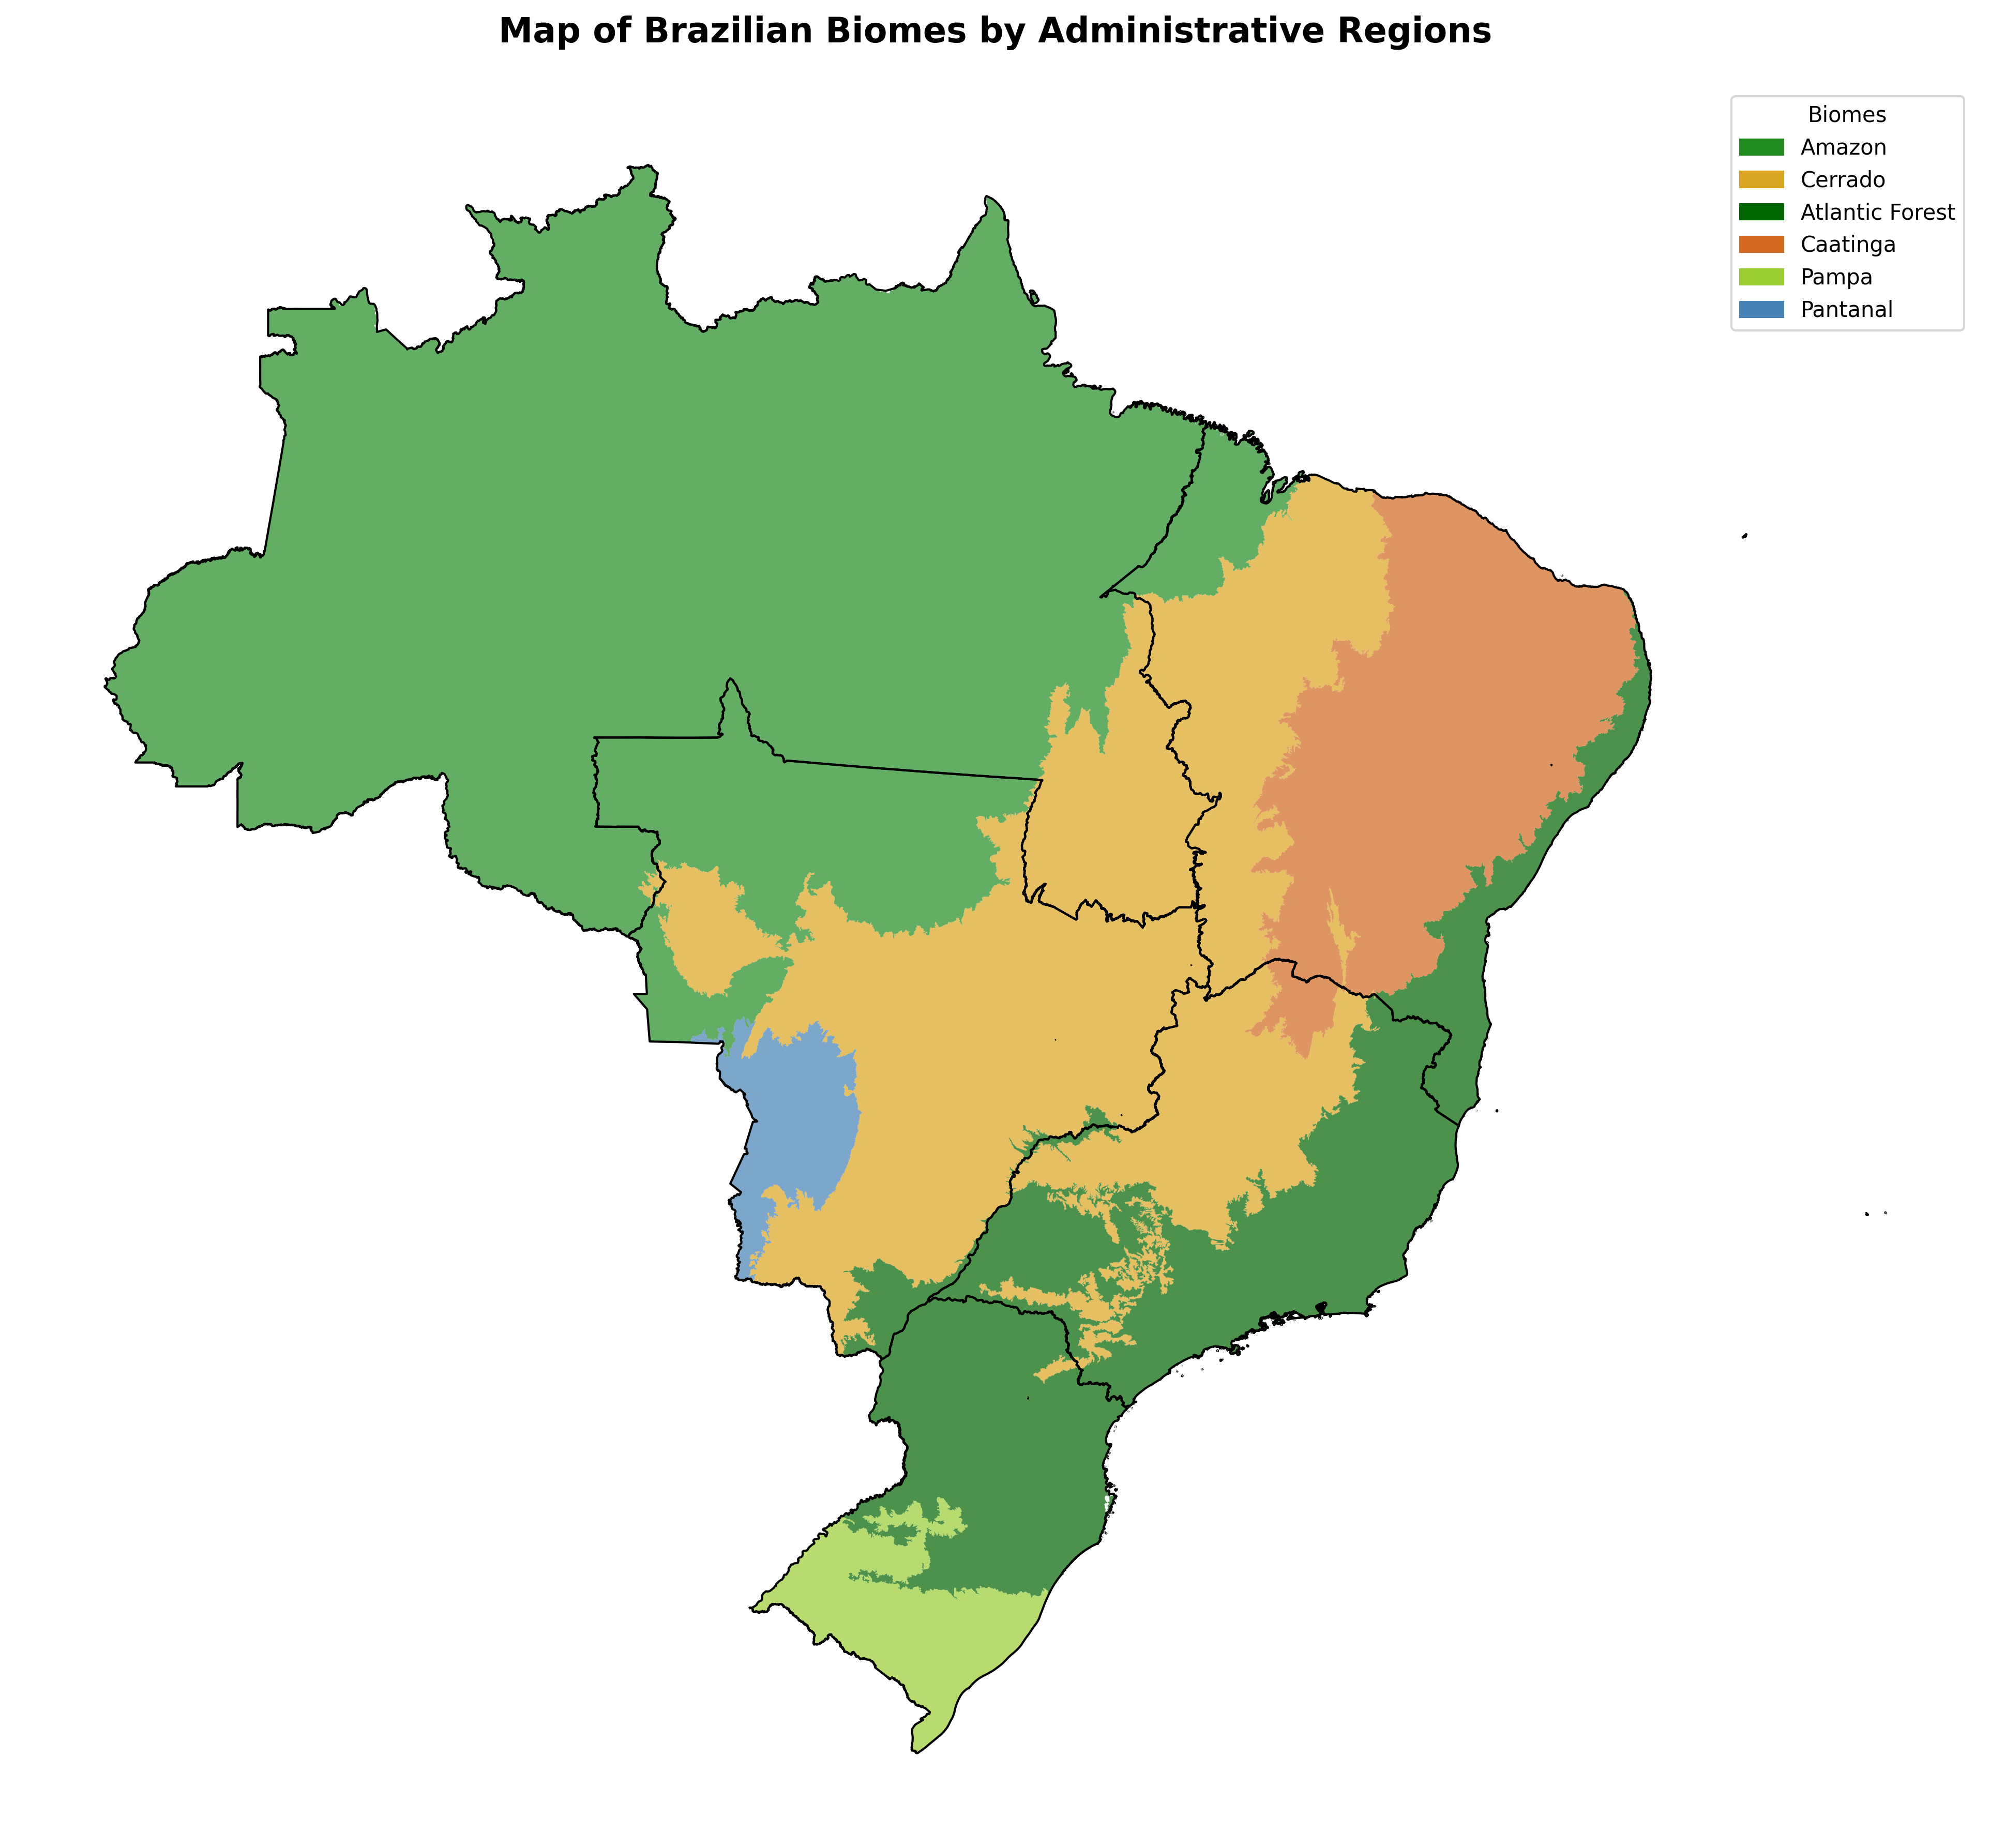 Map of Brazilian Biomes by Administrative Regions
Biomes
Amazon
Cerrado
Atlantic Forest
Caatinga
Pampa
Pantanal